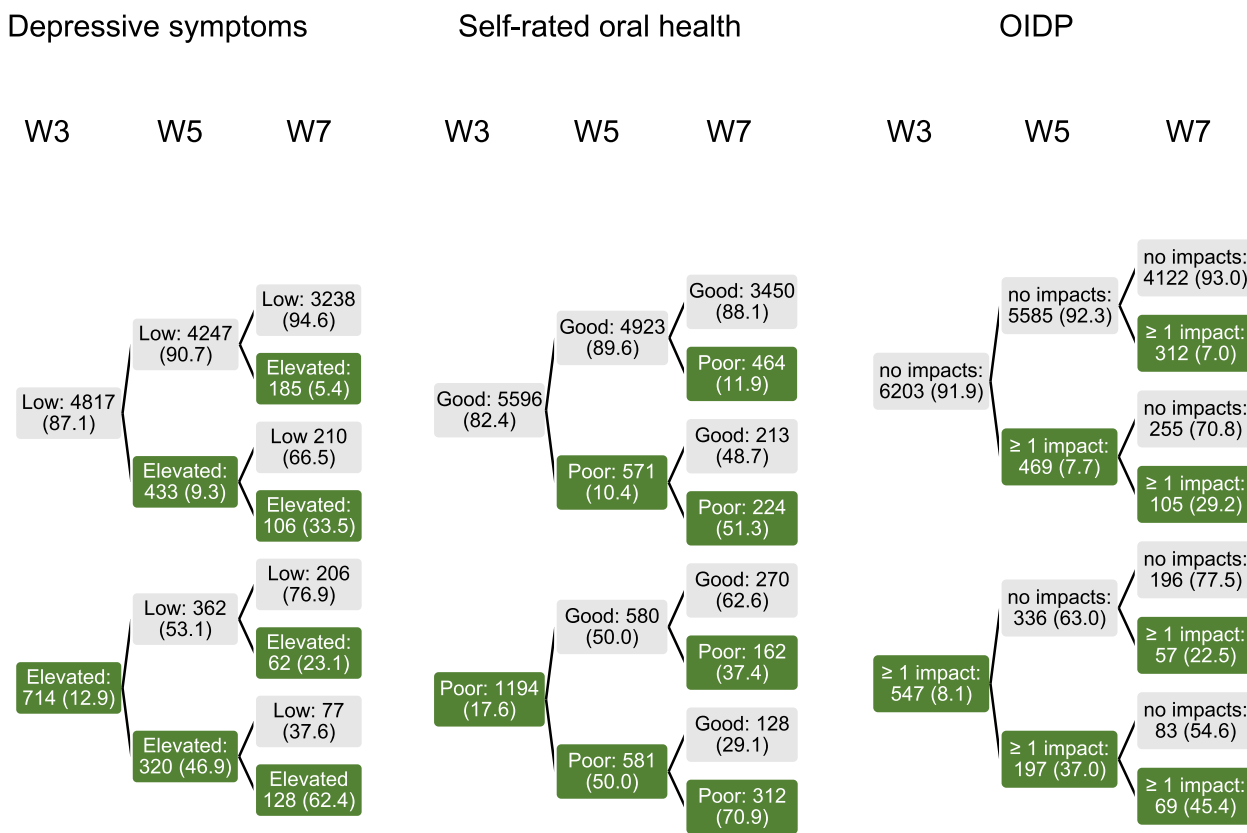 Depressive symptoms
W3 W5 W7
Low: 4817
(87.1)
Low: 4247
(90.7)
Low: 3238
(94.6)
Elevated:
185 (5.4)
Elevated:
433 (9.3)
Low 210
(66.5)
Elevated:
106 (33.5)
Elevated:
714 (12.9)
Low: 362
(53.1)
Low: 206
(76.9)
Elevated:
62 (23.1)
Elevated:
320 (46.9)
Low: 77
(37.6)
Elevated
128 (62.4)
Self-rated oral health
W3 W5 W7
Good: 5596
(82.4)
Good: 4923
(89.6)
Good: 3450
(88.1)
Poor: 464
(11.9)
Poor: 571
(10.4)
Good: 213
(48.7)
Poor: 224
(51.3)
Poor: 1194
(17.6)
Good: 580
(50.0)
Good: 270
(62.6)
Poor: 162
(37.4)
Poor: 581
(50.0)
Good: 128
(29.1)
Poor: 312
(70.9)
OIDP
W3 W5 W7
no impacts:
6203 (91.9)
no impacts:
5585 (92.3)
no impacts:
4122 (93.0)
≥ 1 impact:
312 (7.0)
≥ 1 impact:
469 (7.7)
no impacts:
255 (70.8)
≥ 1 impact:
105 (29.2)
≥ 1 impact:
547 (8.1)
no impacts:
336 (63.0)
no impacts:
196 (77.5)
≥ 1 impact:
57 (22.5)
≥ 1 impact:
197 (37.0)
no impacts:
83 (54.6)
≥ 1 impact:
69 (45.4)